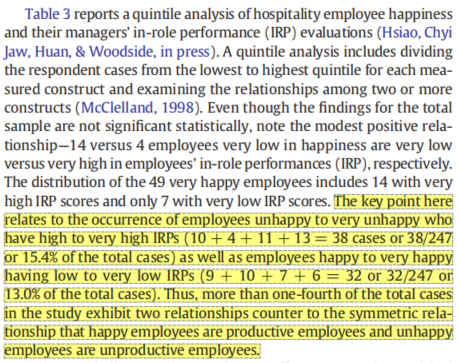 Table 3 reports a quintile analysis of hospitality employee happiness
and their managers' in-role performance (IRP) evaluations (Hsiao, Chyi
Jaw, Huan, & Woodside, in press). A quintile analysis includes dividing
the respondent cases from the lowest to highest quintile for each mea-
sured construct and examining the relationships among two or more
constructs (McClelland, 1998). Even though the findings for the total
sample are not significant statistically, note the modest positive rela-
tionship—14 versus 4 employees very low in happiness are very low
versus very high in employees' in-role performances (IRP), respectively.
The distribution of the 49 very happy employees includes 14 with very
high IRP scores and only 7 with very low IRP scores. The key point here
relates to the occurrence of employees unhappy to very unhappy who
have high to very high IRPs (10 + 4 + 11 + 13 = 38 cases or 38/247
or 15.4% of the total cases) as well as employees happy to very happy
having low to very low IRPs (9 + 10 + 7 + 6 = 32 or 32/247 or
13.0% of the total cases). Thus, more than one-fourth of the total cases
in the study exhibit two relationships counter to the symmetric rela-
tionship that happy employees are productive employees and unhappy
employees are unproductive employees.